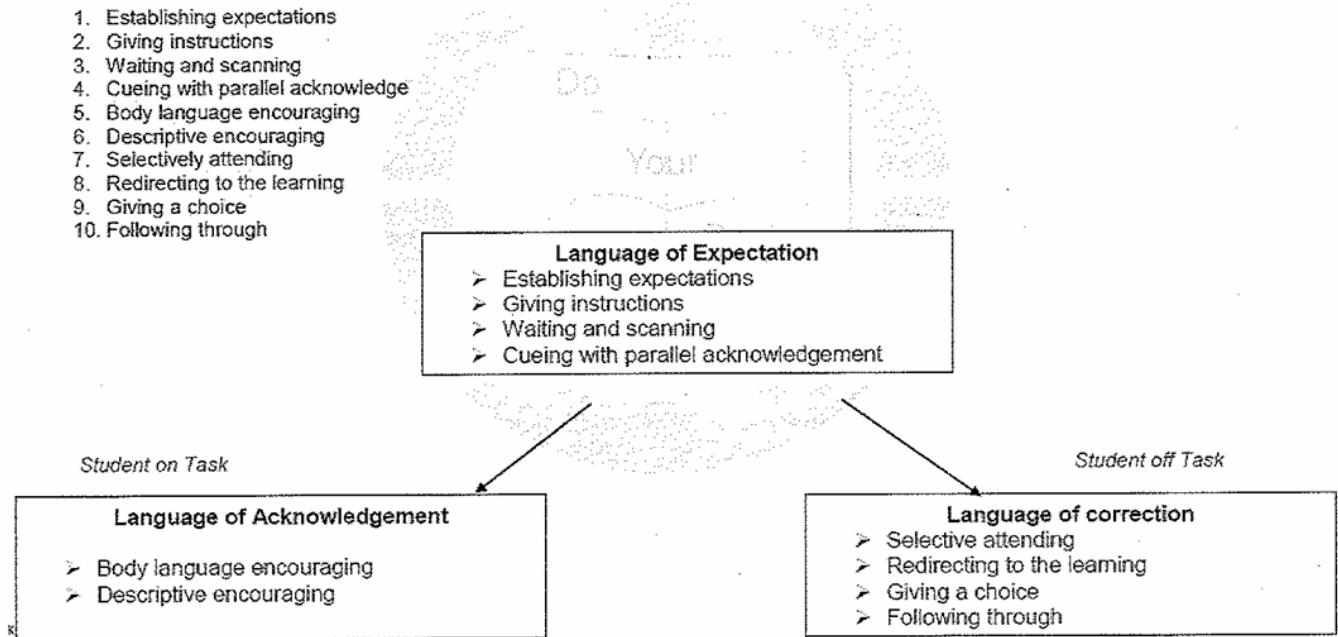 1. Establishing expectations
2. Giving instructions
3. Waiting and scanning
4. Cueing with parallel acknowledge
5. Body language encouraging
6. Descriptive encouraging
7. Selectively attending
8. Redirecting to the learning
9. Giving a choice
10. Following through
Do
Your
Language of Expectation
➢ Establishing expectations
➢ Giving instructions
➢ Waiting and scanning
➢ Cueing with parallel acknowledgement
Student on Task
Student off Task
Language of Acknowledgement
➢ Body language encouraging
➢ Descriptive encouraging
Language of correction
➢ Selective attending
➢ Redirecting to the learning
➢ Giving a choice
➢ Following through